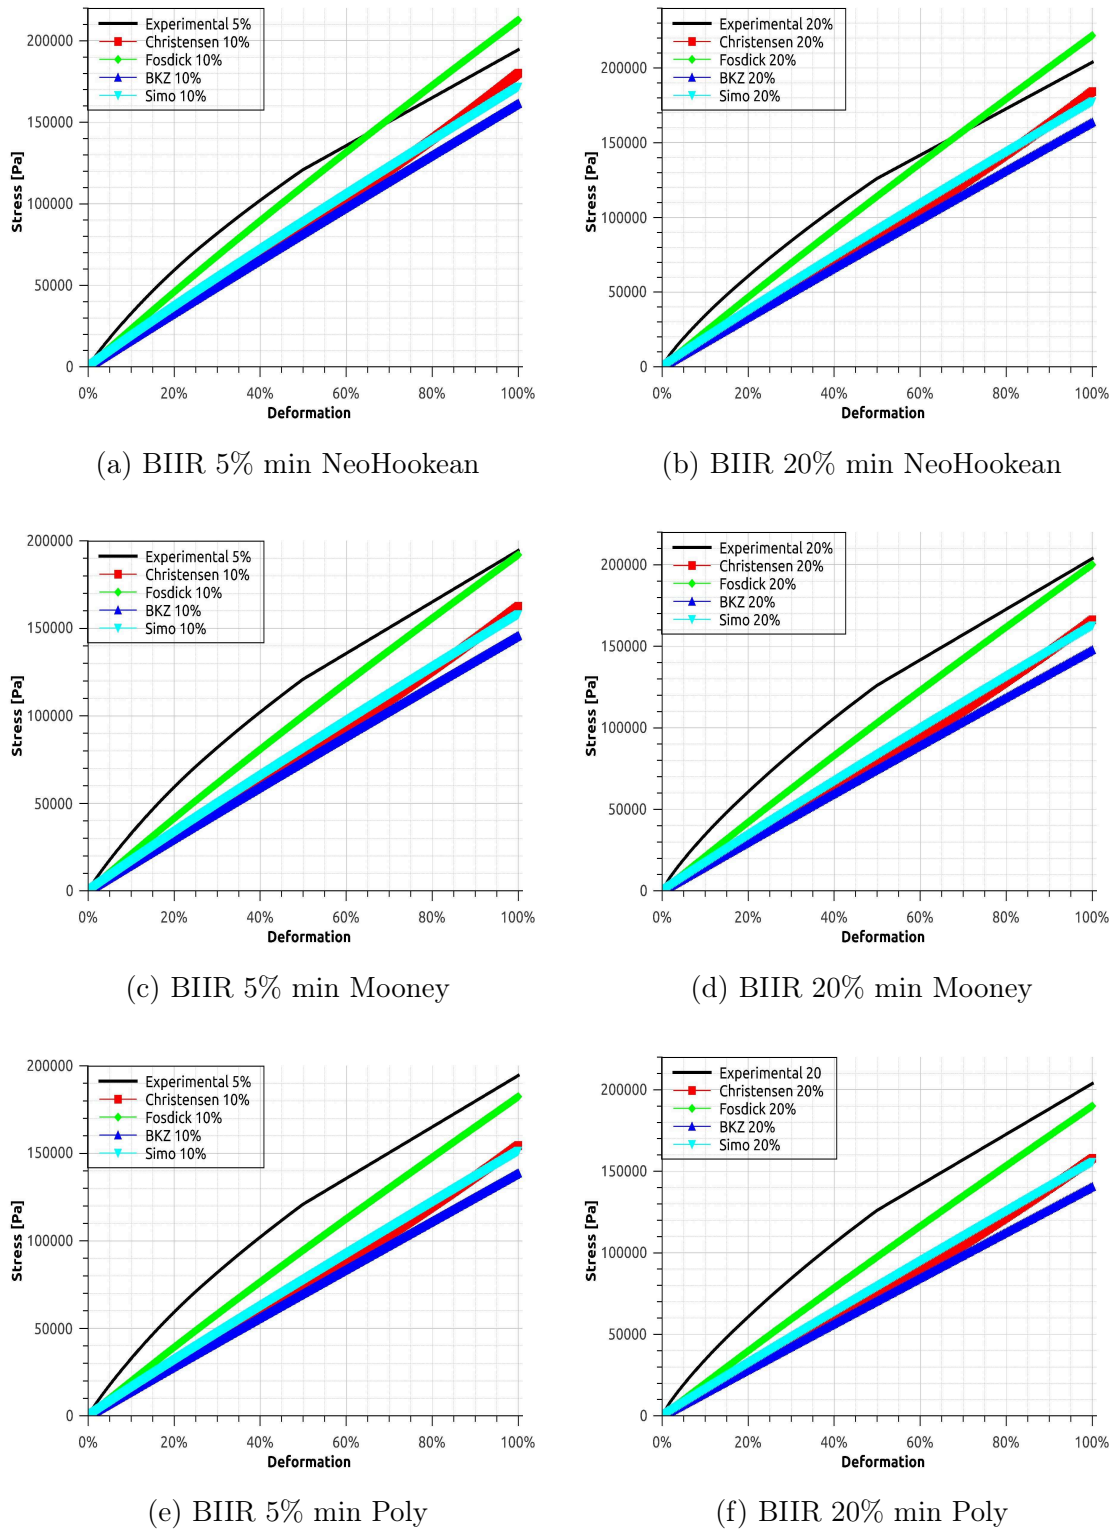 Experimental 5%
Christensen 10%
Fosdick 10%
BKZ 10%
Simo 10%
200000
150000
100000
50000
0
Stress [Pa]
0% 20% 40% 60% 80% 100%
Deformation
(a) BIIR 5% min NeoHookean
Experimental 20%
Christensen 20%
Fosdick 20%
BKZ 20%
Simo 20%
200000
150000
100000
50000
0
Stress [Pa]
0% 20% 40% 60% 80% 100%
Deformation
(b) BIIR 20% min NeoHookean
Experimental 5%
Christensen 10%
Fosdick 10%
BKZ 10%
Simo 10%
200000
150000
100000
50000
0
Stress [Pa]
0% 20% 40% 60% 80% 100%
Deformation
(c) BIIR 5% min Mooney
Experimental 20%
Christensen 20%
Fosdick 20%
BKZ 20%
Simo 20%
200000
150000
100000
50000
0
Stress [Pa]
0% 20% 40% 60% 80% 100%
Deformation
(d) BIIR 20% min Mooney
Experimental 5%
Christensen 10%
Fosdick 10%
BKZ 10%
Simo 10%
200000
150000
100000
50000
0
Stress [Pa]
0% 20% 40% 60% 80% 100%
Deformation
(e) BIIR 5% min Poly
Experimental 20
Christensen 20%
Fosdick 20%
BKZ 20%
Simo 20%
200000
150000
100000
50000
0
Stress [Pa]
0% 20% 40% 60% 80% 100%
Deformation
(f) BIIR 20% min Poly